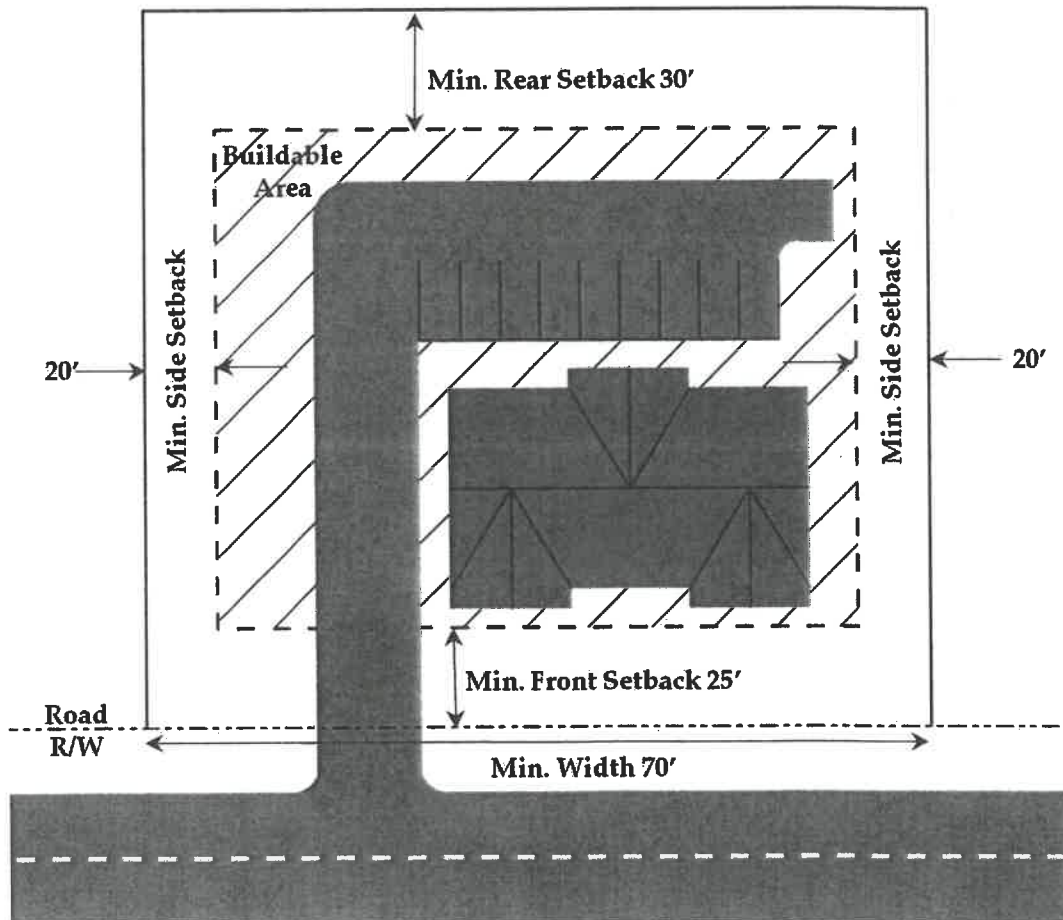 Min. Rear Setback 30′
Buildable
Area
Min. Side Setback
20′
Min. Side Setback
20′
Min. Front Setback 25′
Road
R/W
Min. Width 70′